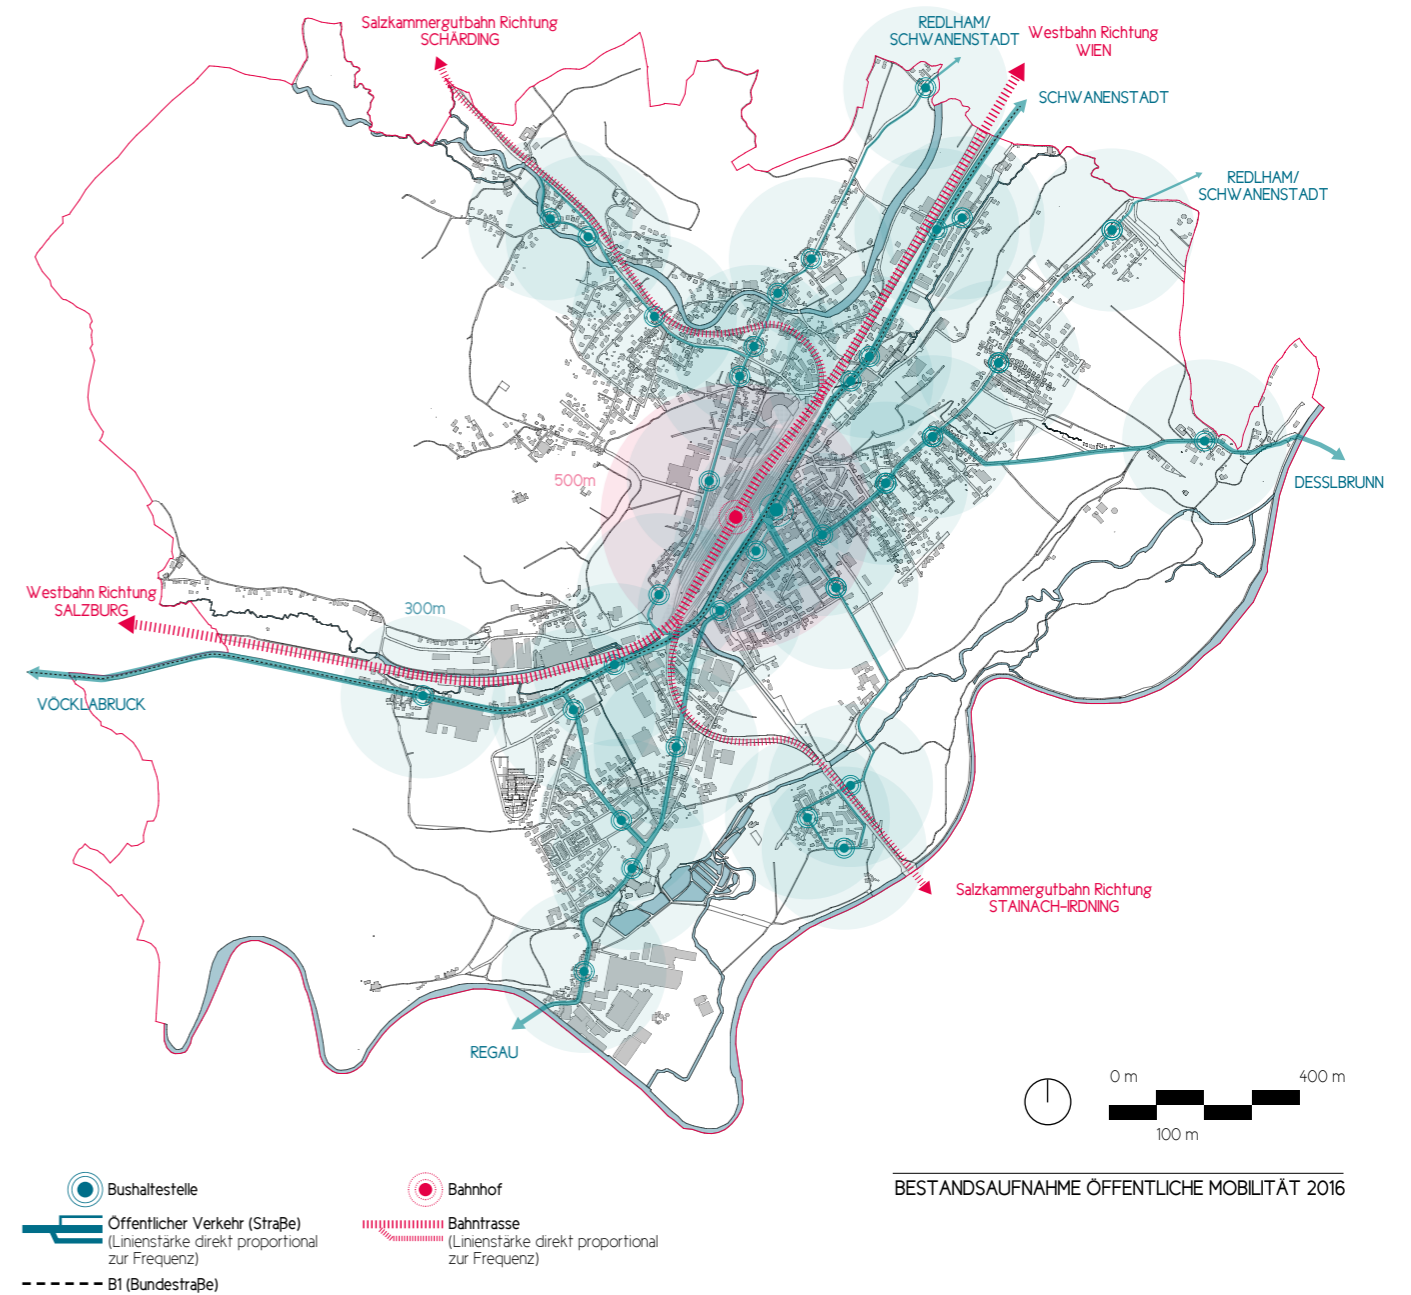 Salzkammergutbahn Richtung
SCHÄRDING
REDLHAM/
SCHWANENSTADT
Westbahn Richtung
WIEN
SCHWANENSTADT
REDLHAM/
SCHWANENSTADT
500m
DESSLBRUNN
Westbahn Richtung
SALZBURG
300m
VÖCKLABRUCK
Salzkammergutbahn Richtung
STAINACH-IRDNING
REGAU
0 m
400 m
100 m
BESTANDSAUFNAHME ÖFFENTLICHE MOBILITÄT 2016
Bushaltestelle
Öffentlicher Verkehr (Straße)
(Linienstärke direkt proportional
zur Frequenz)
B1 (Bundestraße)
Bahnhof
Bahntrasse
(Linienstärke direkt proportional
zur Frequenz)